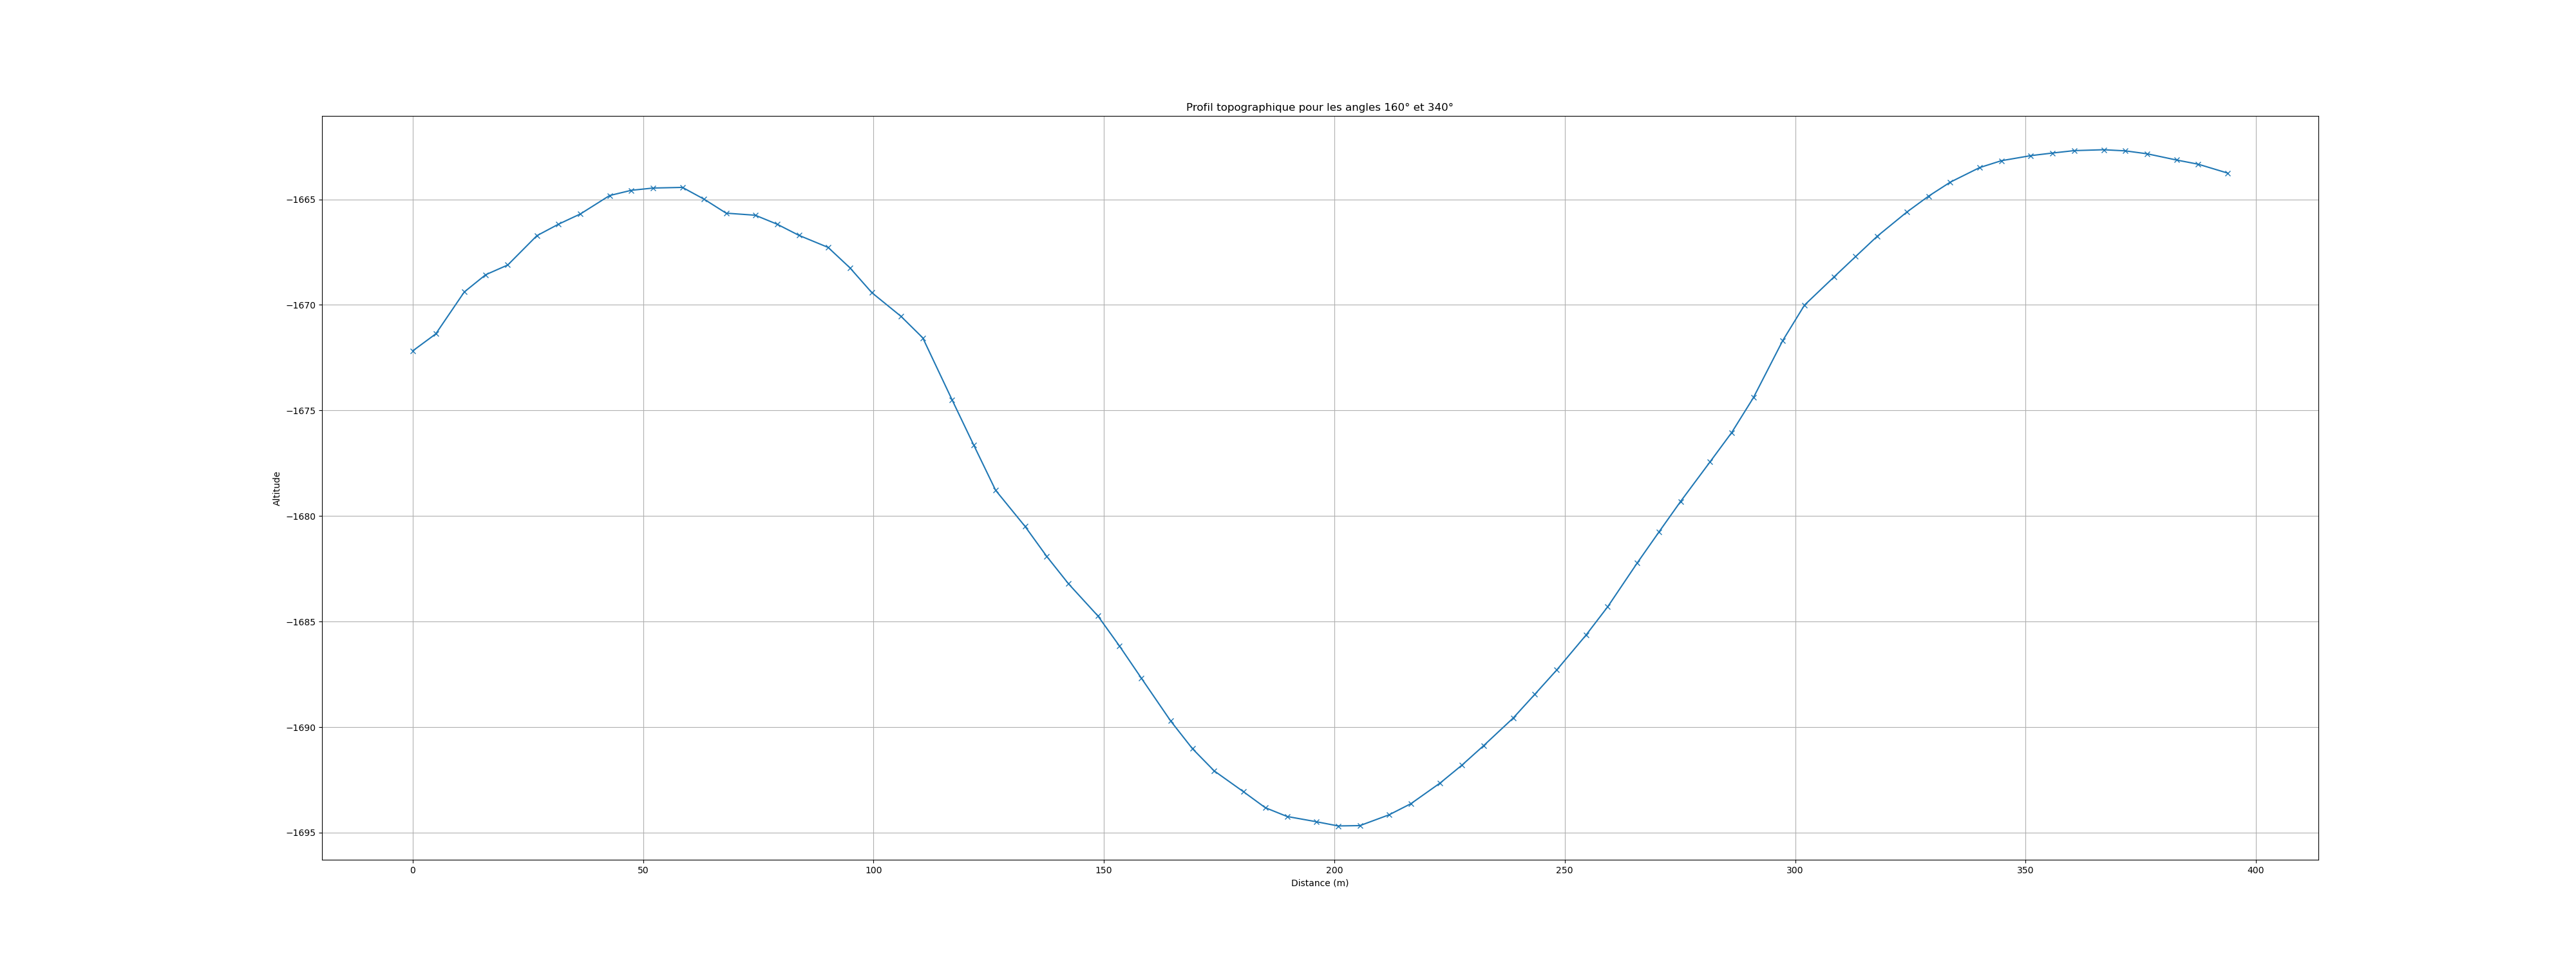 Profil topographique pour les angles 160° et 340°
Altitude
−1665
−1670
−1675
−1680
−1685
−1690
−1695
0 50 100 150 200 250 300 350 400
Distance (m)